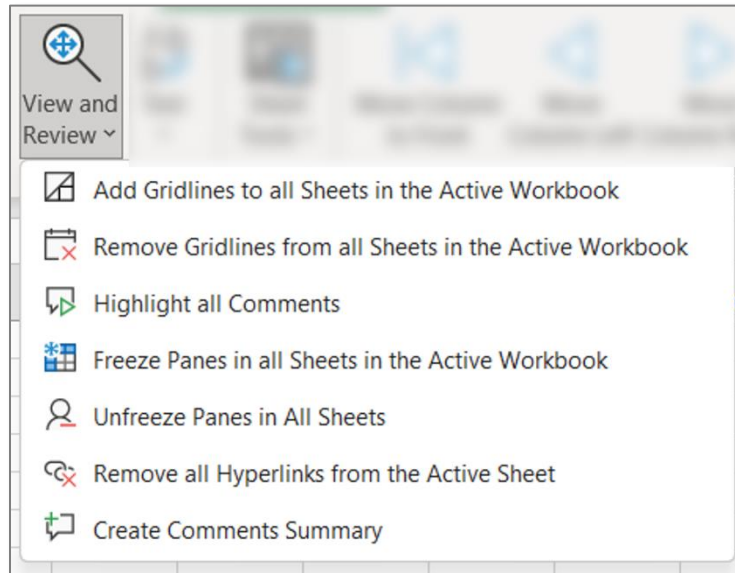 View and
Review
Add Gridlines to all Sheets in the Active Workbook
Remove Gridlines from all Sheets in the Active Workbook
Highlight all Comments
Freeze Panes in all Sheets in the Active Workbook
Unfreeze Panes in All Sheets
Remove all Hyperlinks from the Active Sheet
Create Comments Summary